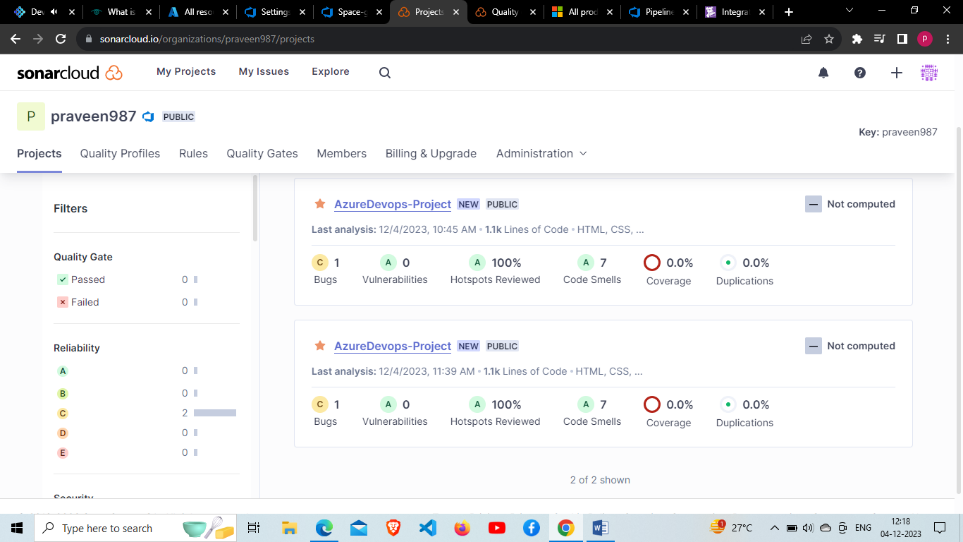 Dev
What is
All reso
Settings
Space-g
Projects
Quality
All prod
Pipeline
Integrat
sonarcloud.io/organizations/praveen987/projects
P
sonarcloud
My Projects
My Issues
Explore
P
praveen987
PUBLIC
Key: praveen987
Projects
Quality Profiles
Rules
Quality Gates
Members
Billing & Upgrade
Administration
Filters
Quality Gate
Passed 0
Failed 0
Reliability
A 0
B 0
C 2
D 0
E 0
Security
AzureDevops-Project NEW PUBLIC
Not computed
Last analysis: 12/4/2023, 10:45 AM • 1.1k Lines of Code • HTML, CSS, ...
C 1
A 0
A 100%
A 7
0.0%
0.0%
Bugs
Vulnerabilities
Hotspots Reviewed
Code Smells
Coverage
Duplications
AzureDevops-Project NEW PUBLIC
Not computed
Last analysis: 12/4/2023, 11:39 AM • 1.1k Lines of Code • HTML, CSS, ...
C 1
A 0
A 100%
A 7
0.0%
0.0%
Bugs
Vulnerabilities
Hotspots Reviewed
Code Smells
Coverage
Duplications
2 of 2 shown
Type here to search
1
27°C
ENG
12:18
04-12-2023